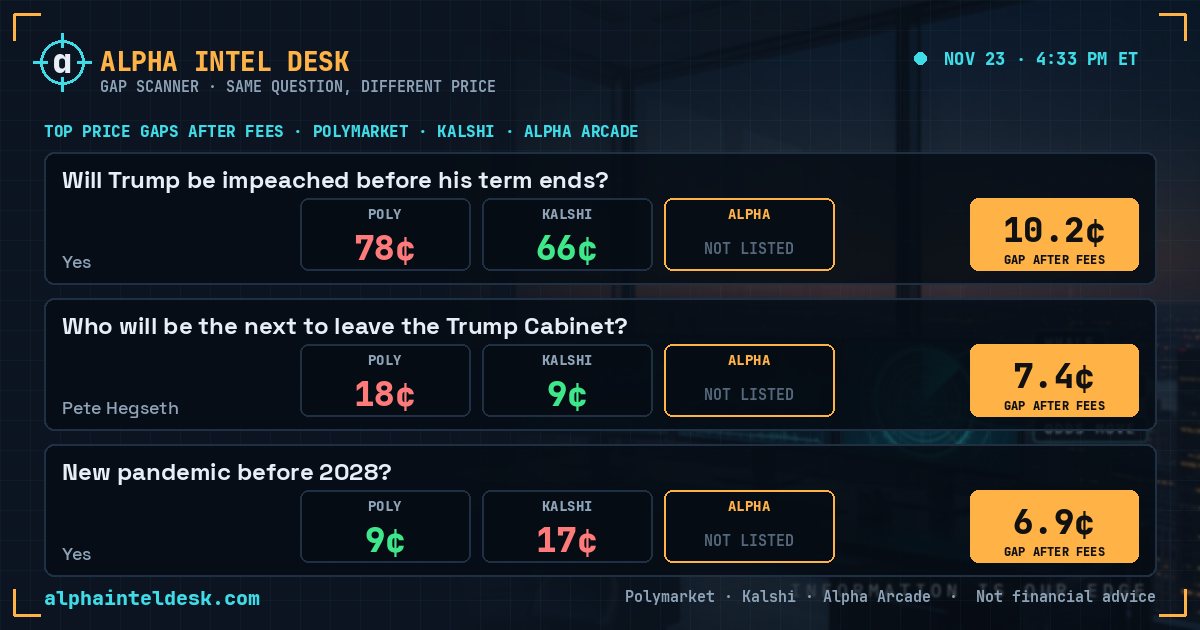 α
ALPHA INTEL DESK
GAP SCANNER · SAME QUESTION, DIFFERENT PRICE
NOV 23 · 4:33 PM ET
TOP PRICE GAPS AFTER FEES · POLYMARKET · KALSHI · ALPHA ARCADE
Will Trump be impeached before his term ends?
POLY KALSHI ALPHA
78¢ 66¢ NOT LISTED 10.2¢
Yes GAP AFTER FEES
Who will be the next to leave the Trump Cabinet?
POLY KALSHI ALPHA
18¢ 9¢ NOT LISTED 7.4¢
Pete Hegseth GAP AFTER FEES
New pandemic before 2028?
POLY KALSHI ALPHA
9¢ 17¢ NOT LISTED 6.9¢
Yes GAP AFTER FEES
INFORMATION IS OUR EDGE
alphainteldesk.com
Polymarket · Kalshi · Alpha Arcade · Not financial advice